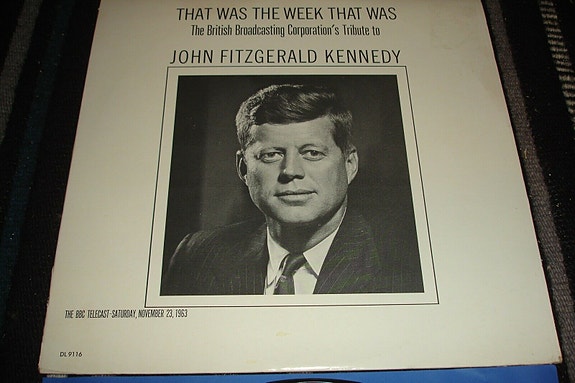 THAT WAS THE WEEK THAT WAS
The British Broadcasting Corporation's Tribute to
JOHN FITZGERALD KENNEDY
THE BBC TELECAST-SATURDAY, NOVEMBER 23, 1963
DL 9116